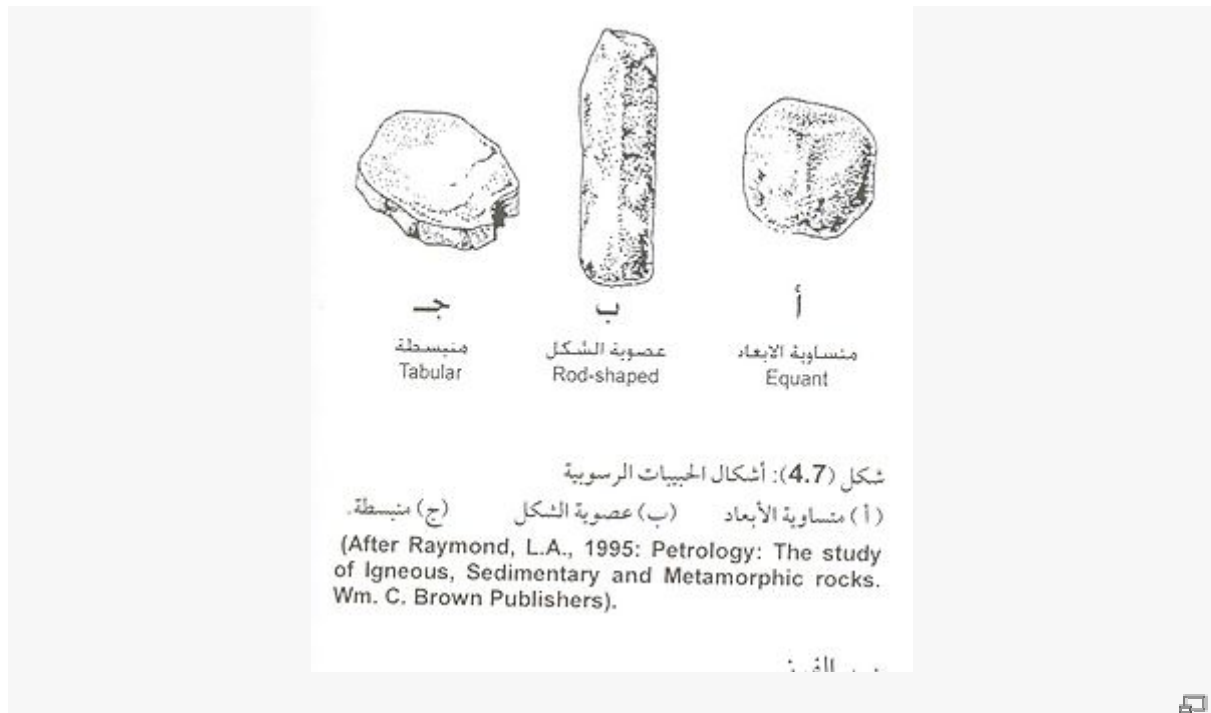 أ
ب
جـ
متساوية الابعاد
Equant
عصوية الشكل
Rod-shaped
منبسطة
Tabular
شكل (4.7): أشكال الحبيبات الرسوبية
(أ) متساوية الأبعاد (ب) عصوية الشكل (ج) منبسطة.
(After Raymond, L.A., 1995: Petrology: The study
of Igneous, Sedimentary and Metamorphic rocks.
Wm. C. Brown Publishers).